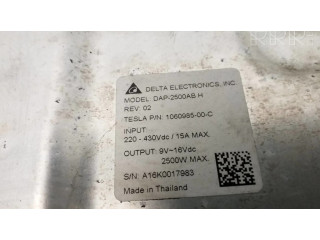 DELTA ELECTRONICS, INC.
MODEL: DAP-2500AB H
REV: 02
TESLA P/N : 1060985-00-C
INPUT:
220 - 430Vdc / 15A MAX.
OUTPUT: 9V~16Vdc
2500W.MAX.
S/N: A16K0017983
Made in Thailand